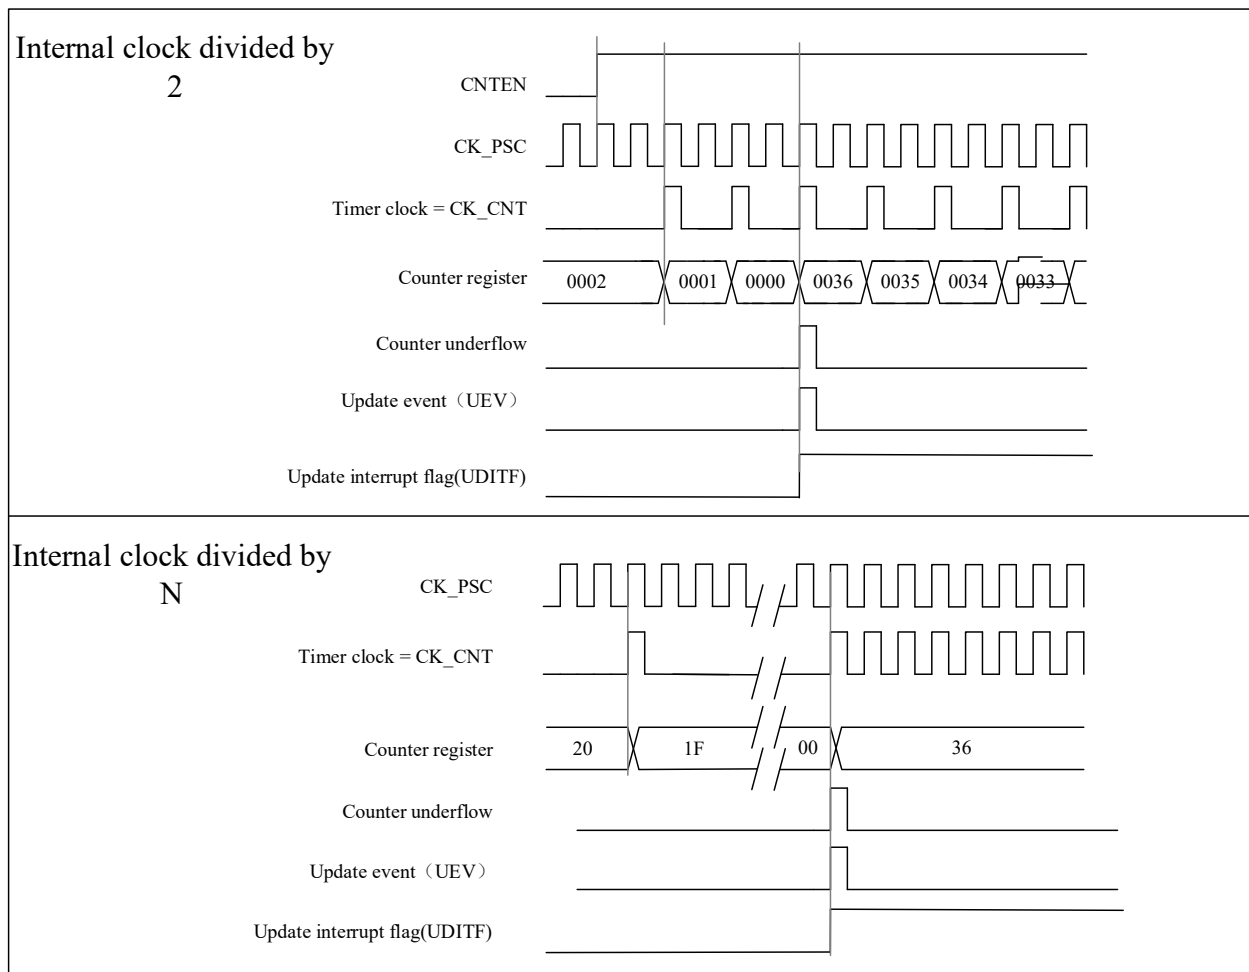 Internal clock divided by
2
CNTEN
CK_PSC
Timer clock = CK_CNT
Counter register
0002 0001 0000 0036 0035 0034 0033
Counter underflow
Update event（UEV）
Update interrupt flag(UDITF)
Internal clock divided by
N
CK_PSC
Timer clock = CK_CNT
Counter register
20 1F 00 36
Counter underflow
Update event（UEV）
Update interrupt flag(UDITF)